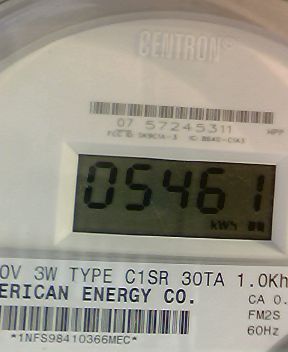 CENTRON®
07 57245311
05461
kWh
0V 3W TYPE C1SR 30TA 1.0Kh
ERICAN ENERGY CO.
CA 0.
FM2S
60Hz
*1NFS98410366MEC*